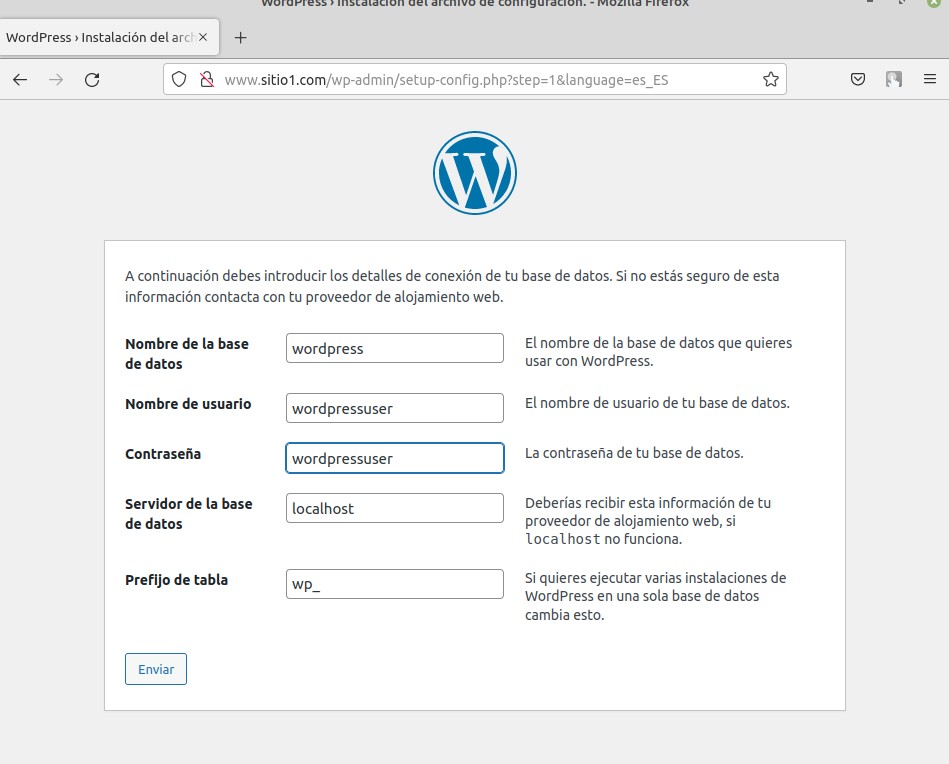 WordPress › Instalación del archivo de configuración. - Mozilla Firefox
WordPress › Instalación del arch
www.sitio1.com/wp-admin/setup-config.php?step=1&language=es_ES
A continuación debes introducir los detalles de conexión de tu base de datos. Si no estás seguro de esta
información contacta con tu proveedor de alojamiento web.
Nombre de la base
de datos
wordpress
El nombre de la base de datos que quieres
usar con WordPress.
Nombre de usuario
wordpressuser
El nombre de usuario de tu base de datos.
Contraseña
wordpressuser
La contraseña de tu base de datos.
Servidor de la base
de datos
localhost
Deberías recibir esta información de tu
proveedor de alojamiento web, si
localhost no funciona.
Prefijo de tabla
wp_
Si quieres ejecutar varias instalaciones de
WordPress en una sola base de datos
cambia esto.
Enviar